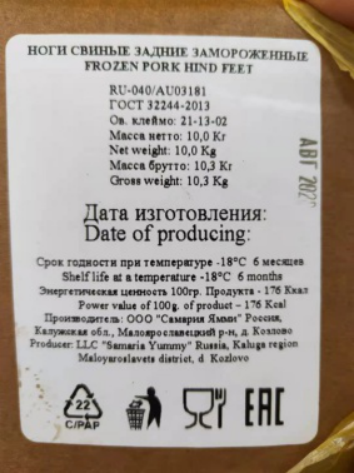 НОГИ СВИНЫЕ ЗАДНИЕ ЗАМОРОЖЕННЫЕ
FROZEN PORK HIND FEET
RU-040/AU03181
ГОСТ 32244-2013
Ов. клеймо: 21-13-02
Масса нетто: 10,0 Кг
Net weight: 10,0 Kg
Масса брутто: 10,3 Кг
Gross weight: 10,3 Kg
АВГ
Дата изготовления:
Date of producing:
Срок годности при температуре -18°С 6 месяцев
Shelf life at a temperature -18°C 6 months
Энергетическая ценность 100гр. Продукта - 176 Ккал
Power value of 100g. of product – 176 Kcal
Производитель: ООО "Самария Ямми" Россия,
Калужская обл., Малоярославецкий р-н, д. Козлово
Producer: LLC "Samaria Yummy" Russia, Kaluga region
Maloyaroslavets district, d Kozlovo
22
C/PAP
ЕАС